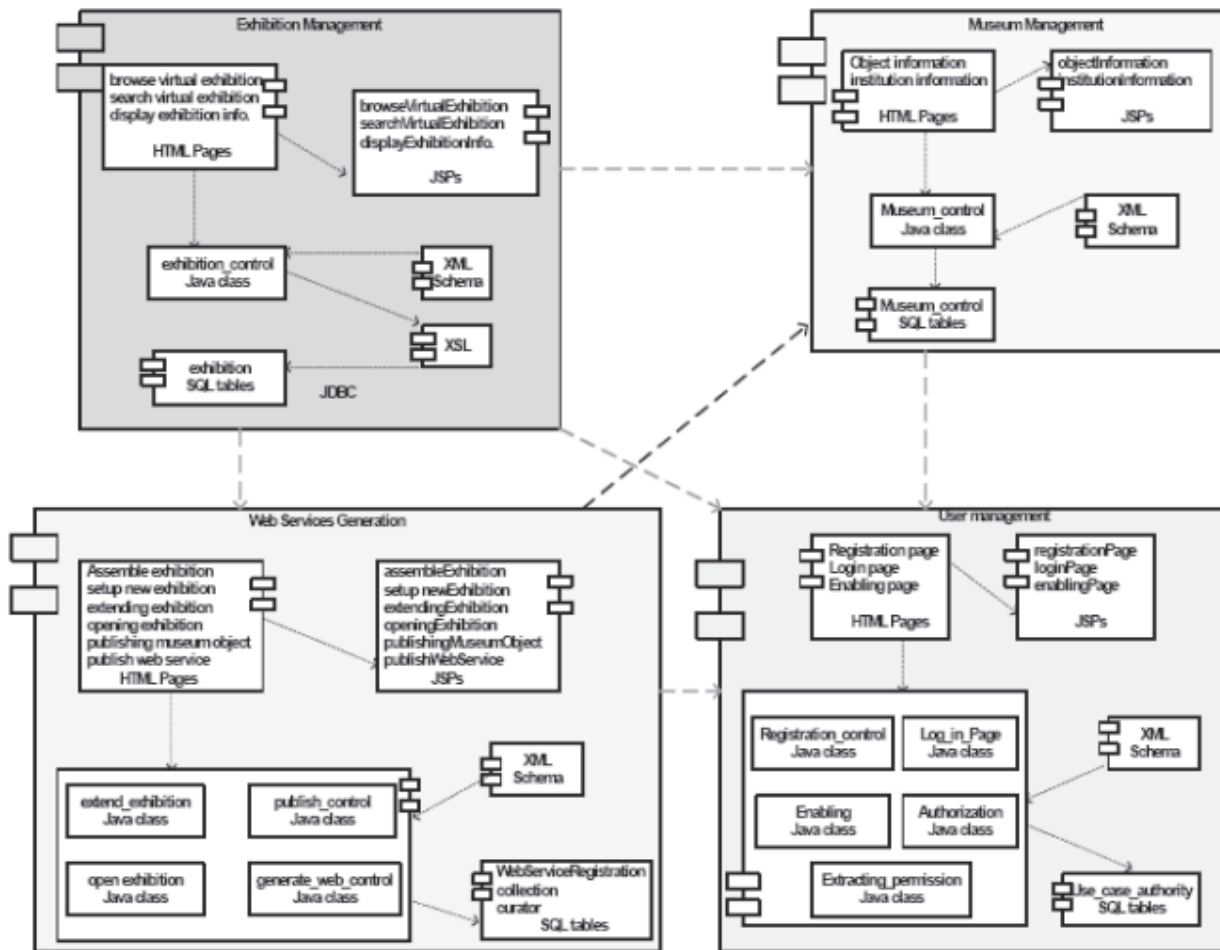 Exhibition Management
browse virtual exhibition
search virtual exhibition
display exhibition info.
HTML Pages
browseVirtualExhibition
searchVirtualExhibition
displayExhibitionInfo.
JSPs
exhibition_control
Java class
XML
Schema
XSL
exhibition
SQL tables
JDBC
Museum Management
Object information
institution information
HTML Pages
objectInformation
institutionInformation
JSPs
Museum_control
Java class
XML
Schema
Museum_control
SQL tables
Web Services Generation
Assemble exhibition
setup new exhibition
extending exhibition
opening exhibition
publishing museum object
publish web service
HTML Pages
assembleExhibition
setup newExhibition
extendingExhibition
openingExhibition
publishingMuseumObject
publishWebService
JSPs
XML
Schema
extend_exhibition
Java class
publish_control
Java class
open exhibition
Java class
generate_web_control
Java class
WebServiceRegistration
collection
curator
SQL tables
User management
Registration page
Login page
Enabling page
HTML Pages
registrationPage
loginPage
enablingPage
JSPs
Registration_control
Java class
Log_in_Page
Java class
XML
Schema
Enabling
Java class
Authorization
Java class
Extracting_permission
Java class
Use_case_authority
SQL tables